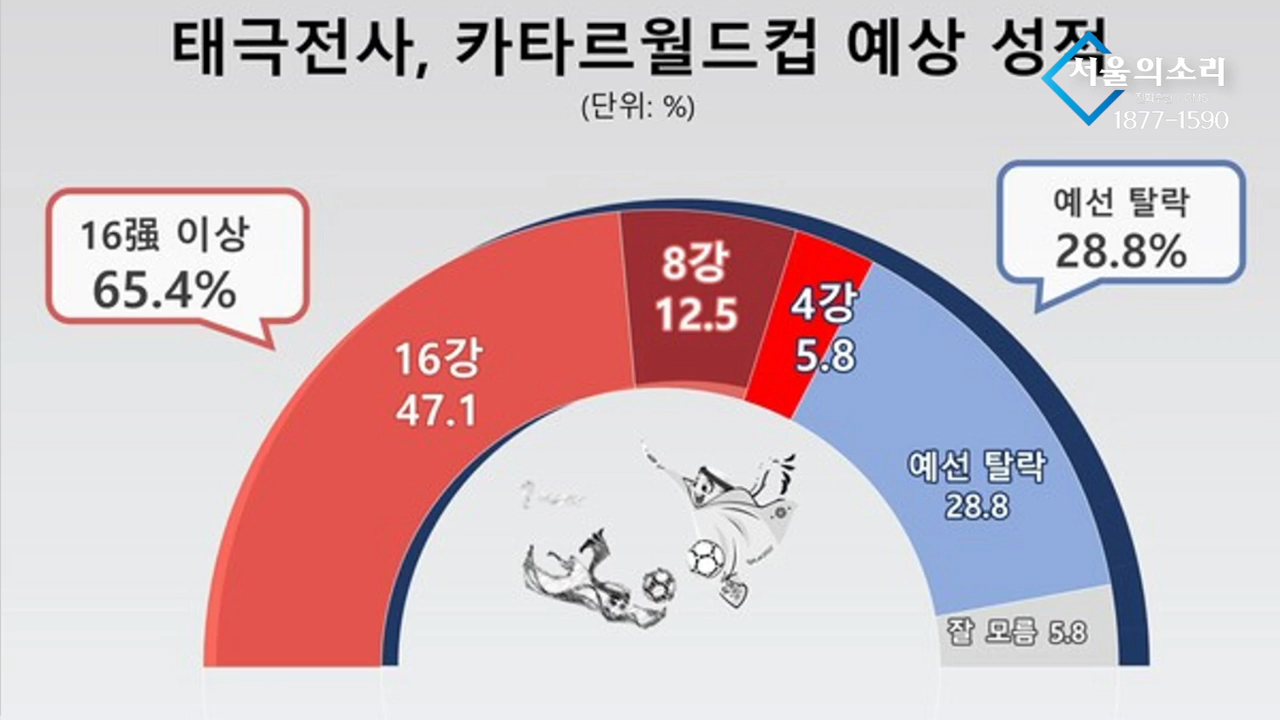 태극전사, 카타르월드컵 예상 성적
(단위: %)
서울의소리
1877-1590
16强 이상
65.4%
예선 탈락
28.8%
16강
47.1
8강
12.5
4강
5.8
예선 탈락
28.8
잘 모름 5.8